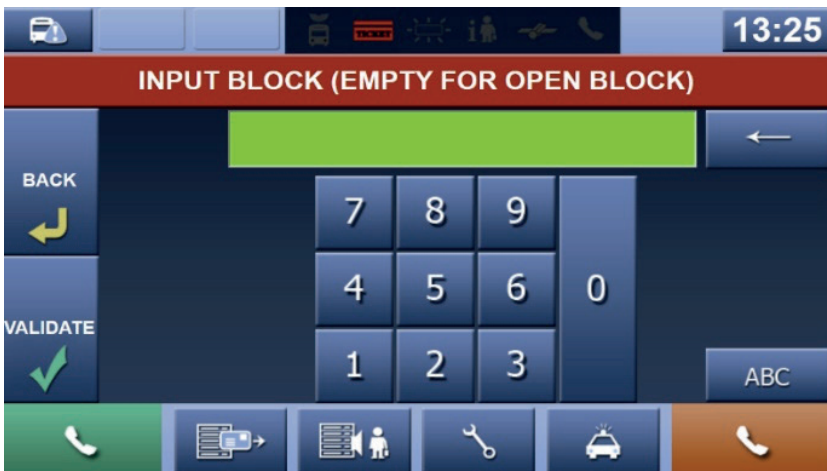 TICKET
13:25
INPUT BLOCK (EMPTY FOR OPEN BLOCK)
BACK
7 8 9
4 5 6 0
VALIDATE
1 2 3
ABC